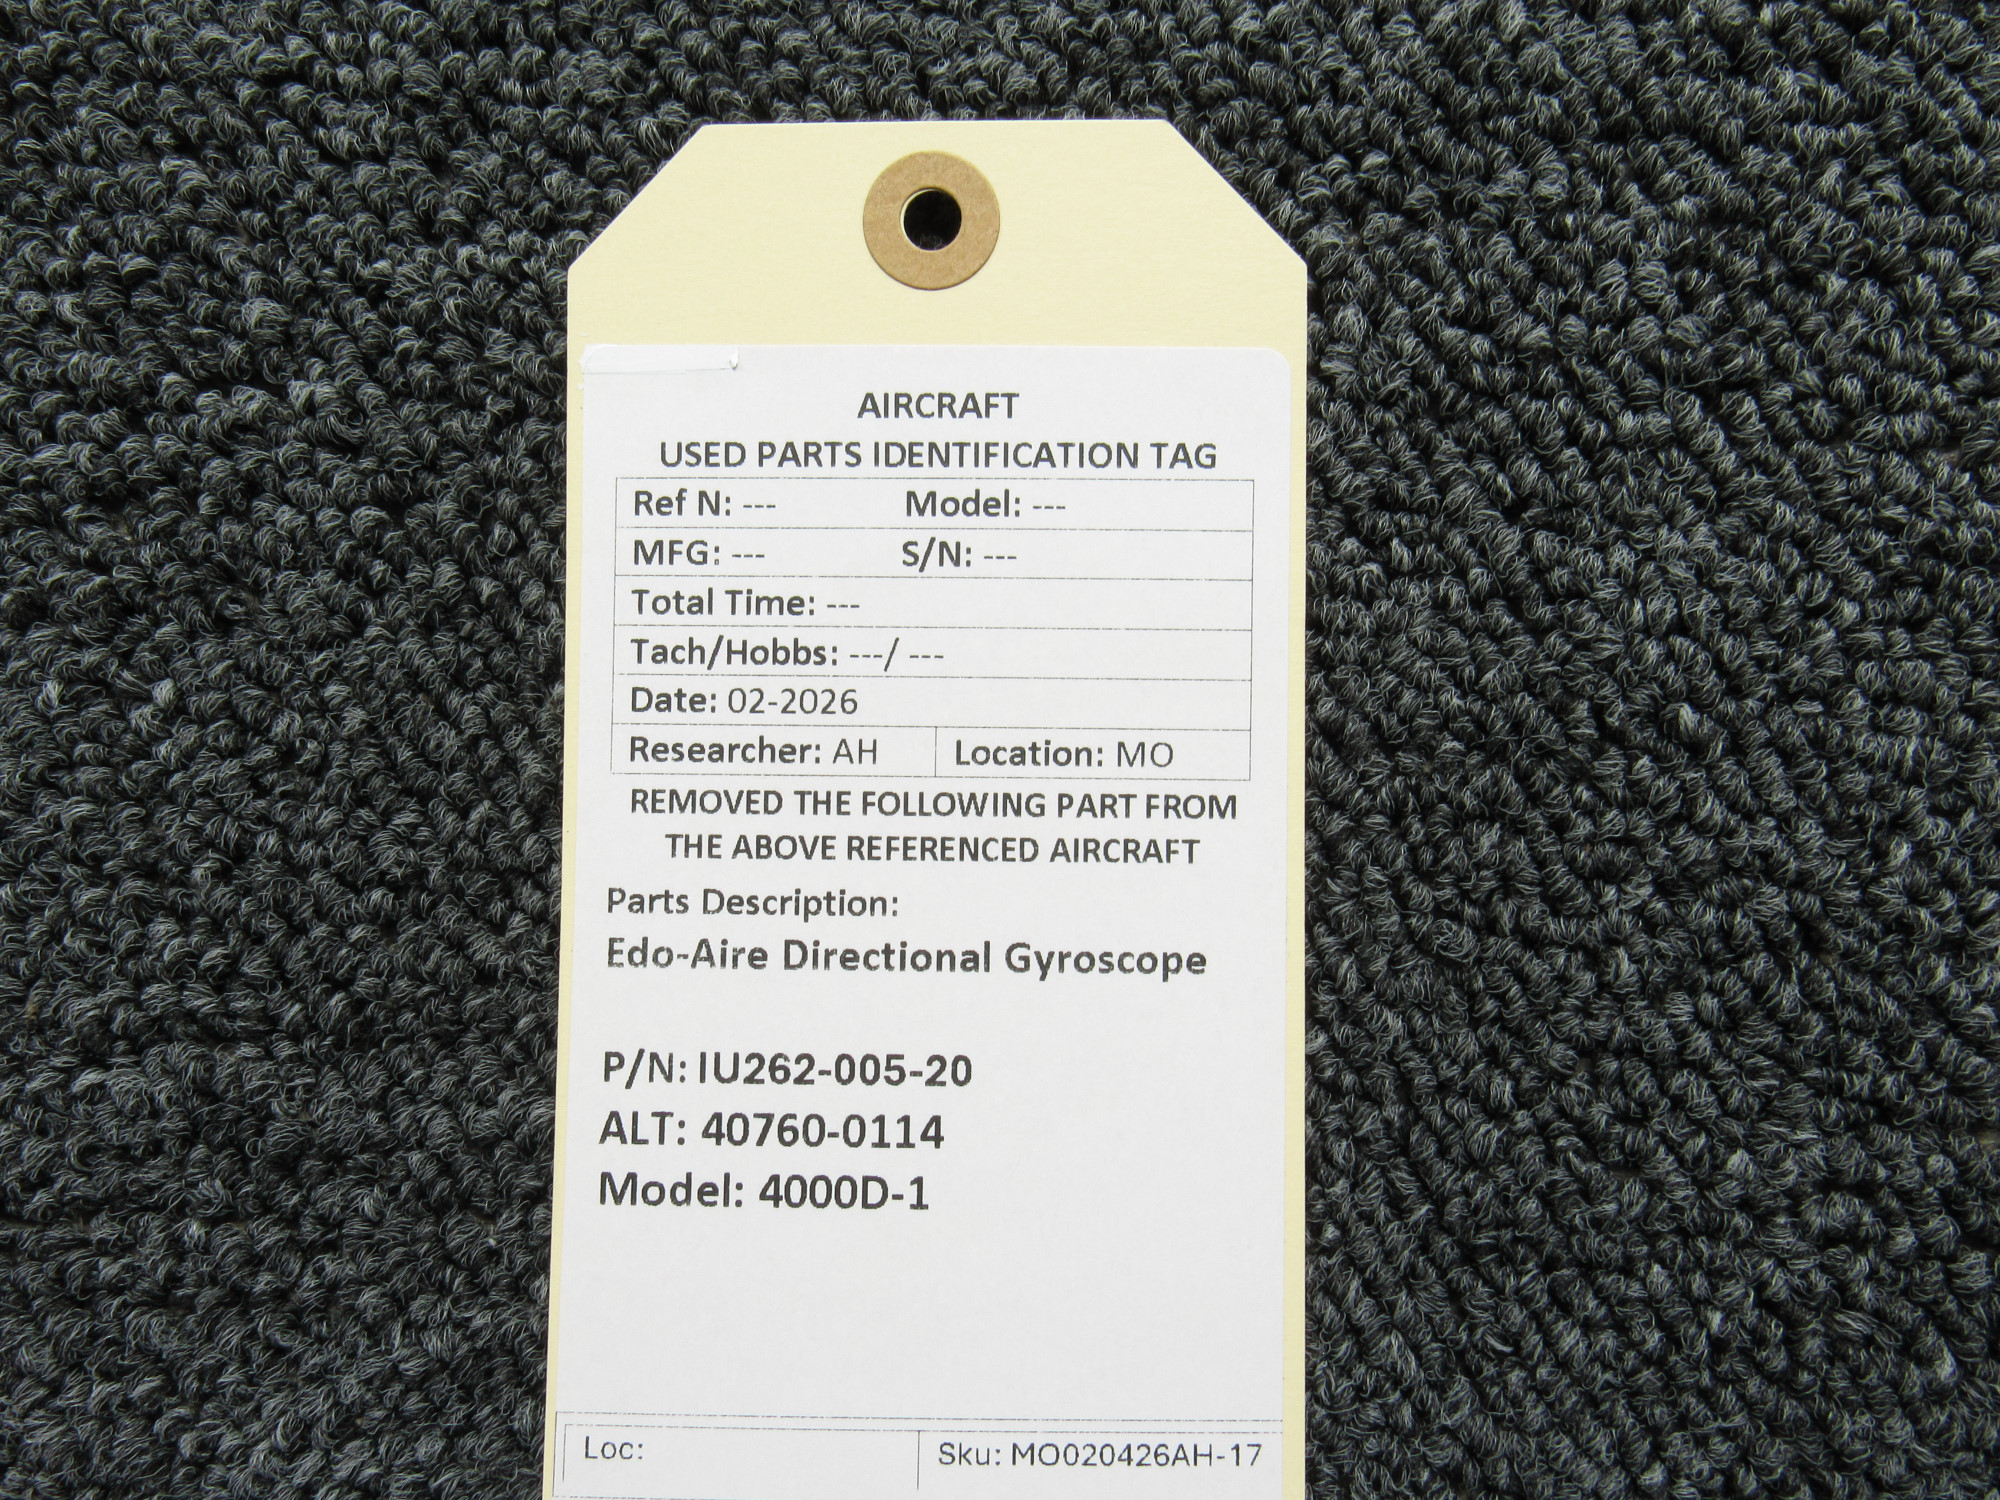 AIRCRAFT
USED PARTS IDENTIFICATION TAG
Ref N: --- Model: ---
MFG: --- S/N: ---
Total Time: ---
Tach/Hobbs: ---/ ---
Date: 02-2026
Researcher: AH Location: MO
REMOVED THE FOLLOWING PART FROM
THE ABOVE REFERENCED AIRCRAFT
Parts Description:
Edo-Aire Directional Gyroscope
P/N: IU262-005-20
ALT: 40760-0114
Model: 4000D-1
Loc: Sku: MO020426AH-17